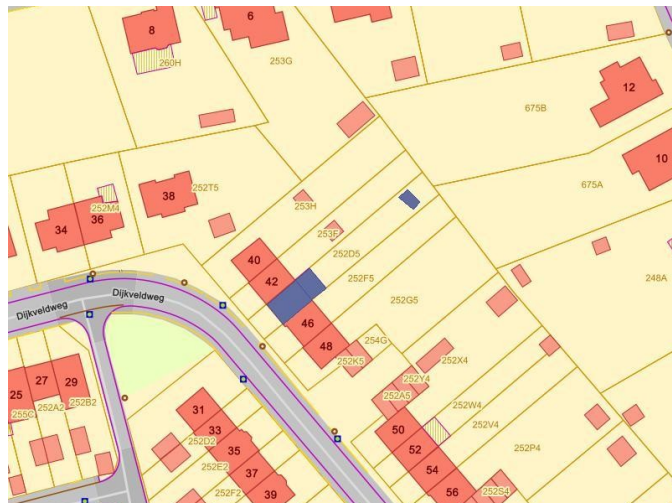 8
6
260H
253G
12
675B
10
675A
38
252T5
36
252M4
34
253H
253F
252D5
248A
40
42
252F5
252G5
46
48
254G
252K5
Dijkveldweg
Dijkveldweg
252X4
252Y4
252A5
252W4
252V4
252P4
50
52
54
56
252S4
25
27
29
255C
252A2
252B2
31
33
35
37
39
252D2
252E2
252F2